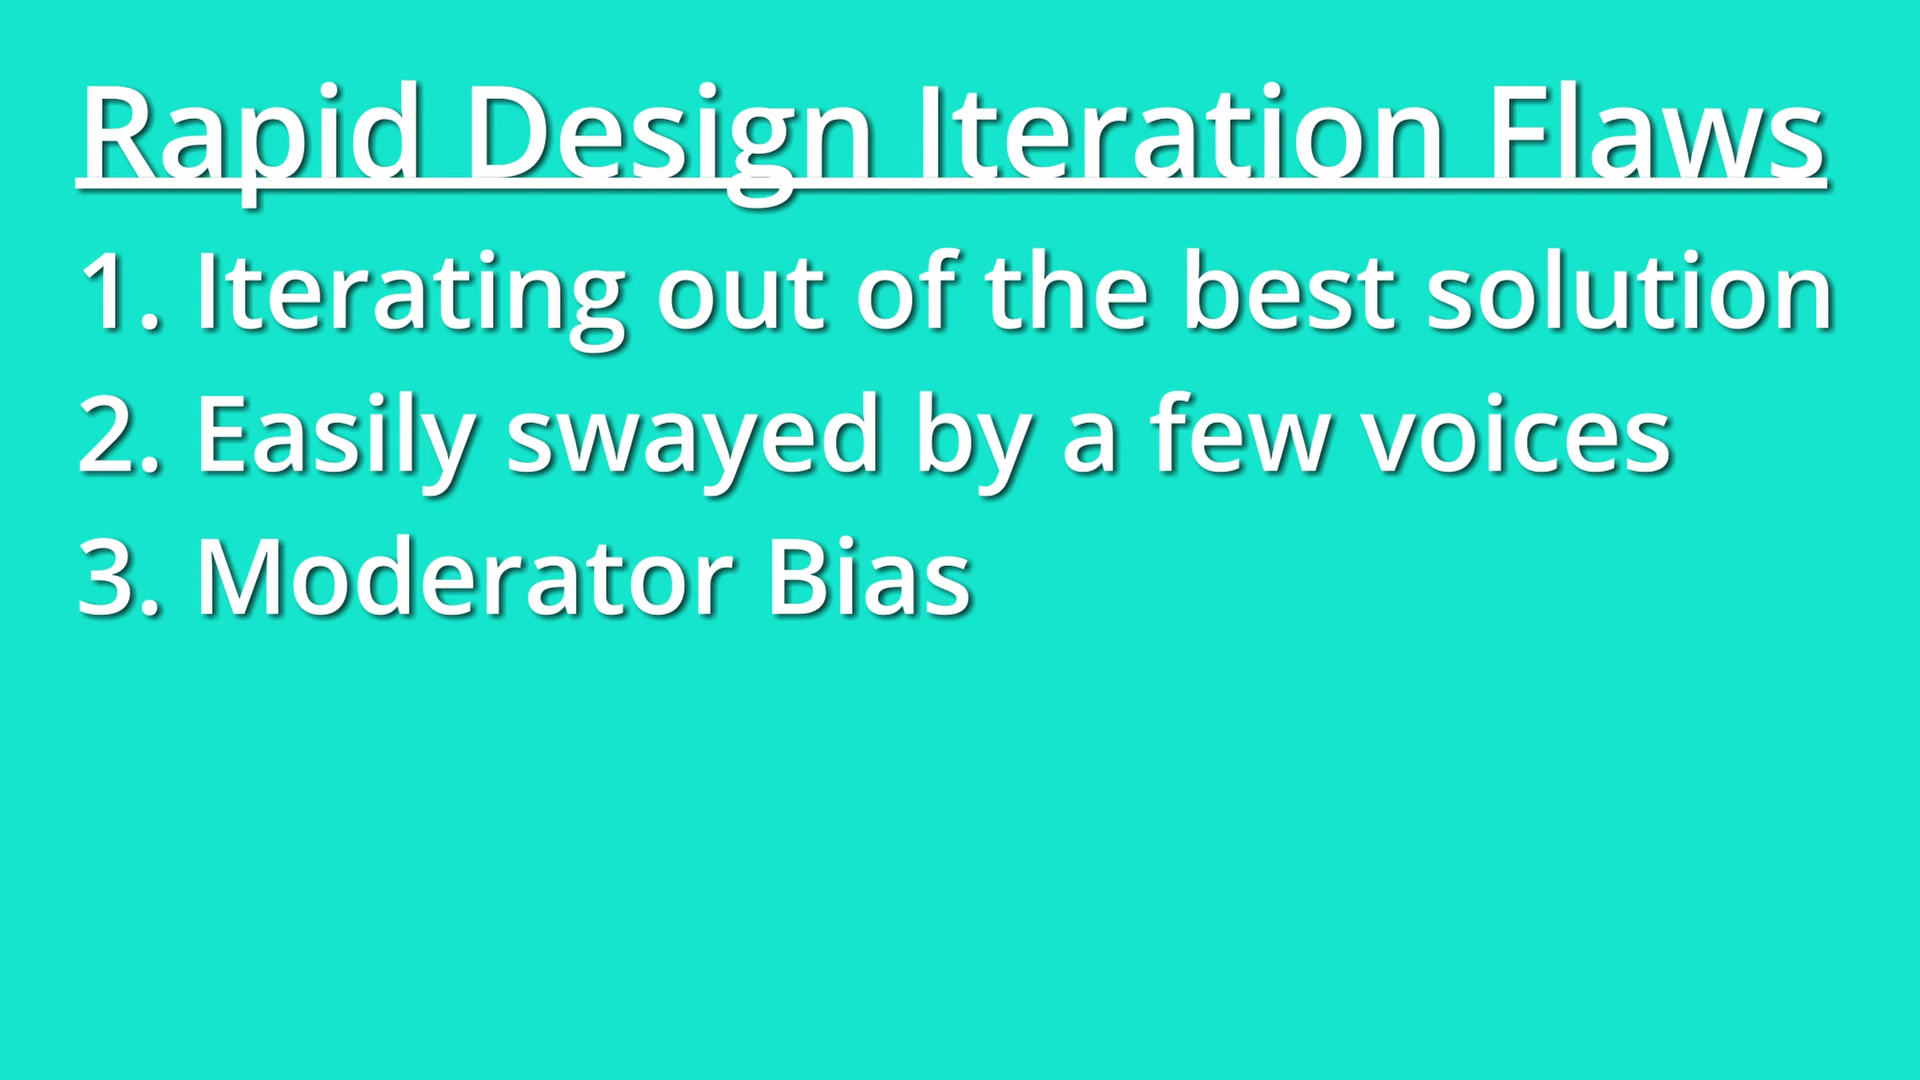 Rapid Design Iteration Flaws
1. Iterating out of the best solution
2. Easily swayed by a few voices
3. Moderator Bias